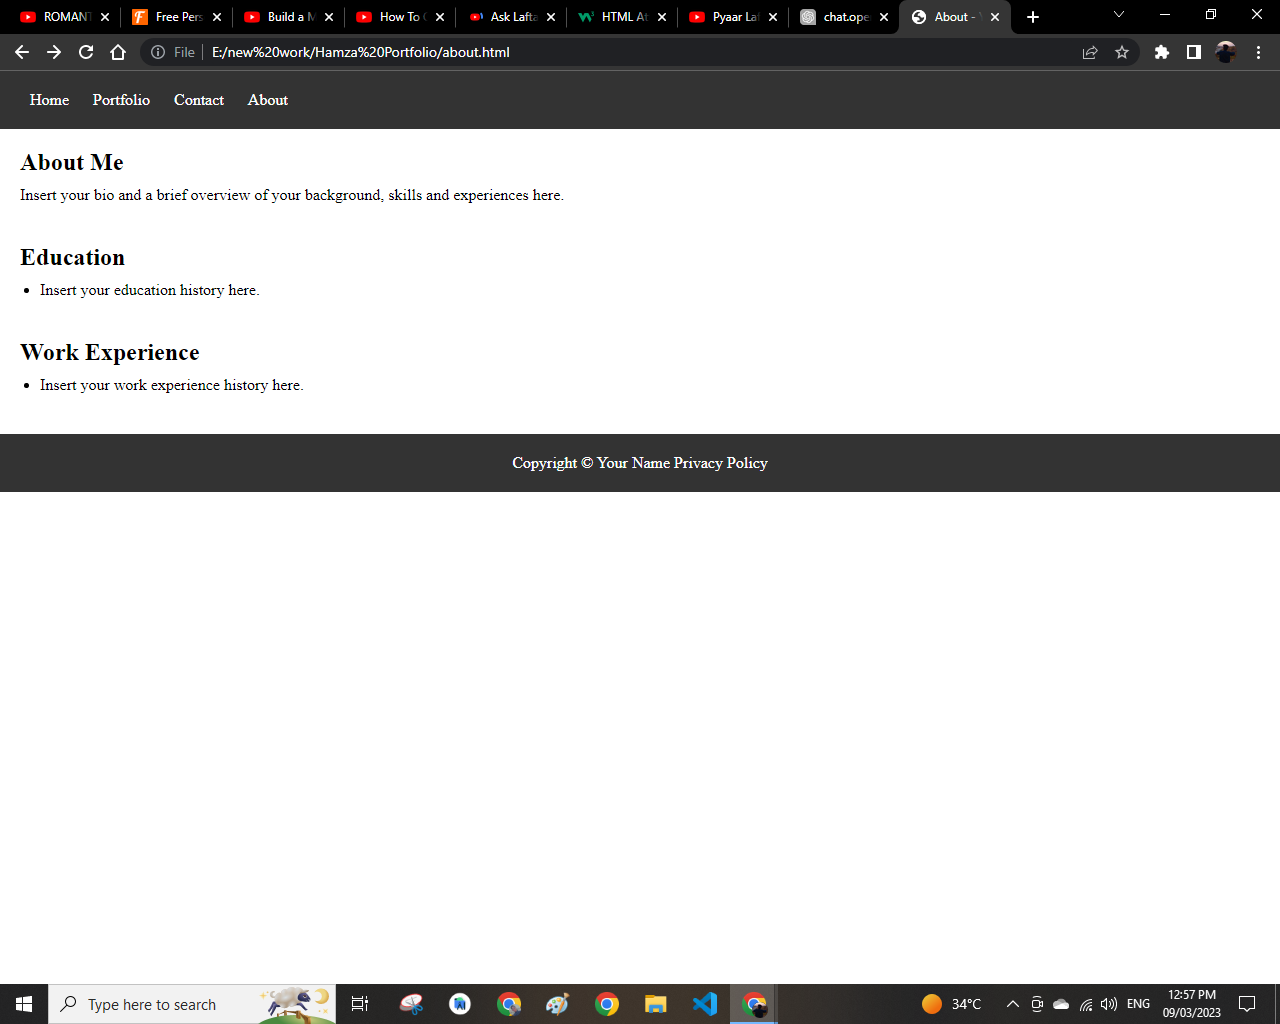 ROMANT
Free Pers
Build a M
How To C
Ask Lafta
HTML At
Pyaar Laf
chat.ope
About - Y
File
E:/new%20work/Hamza%20Portfolio/about.html
Home Portfolio Contact About
About Me
Insert your bio and a brief overview of your background, skills and experiences here.
Education
• Insert your education history here.
Work Experience
• Insert your work experience history here.
Copyright © Your Name Privacy Policy
Type here to search
34°C
ENG
12:57 PM
09/03/2023